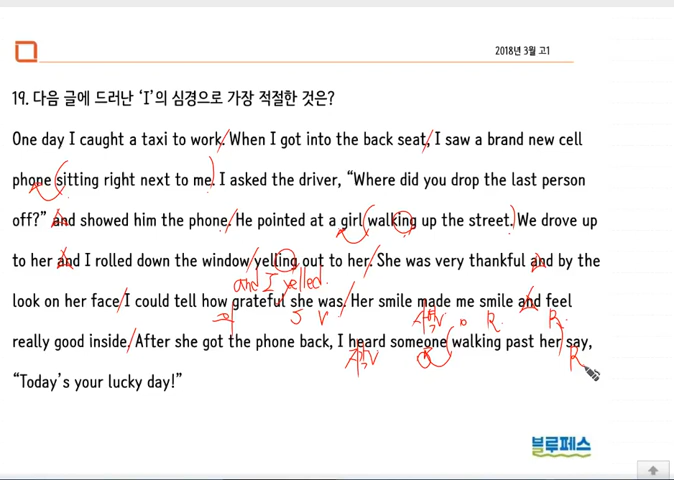 2018년 3월 고1
19. 다음 글에 드러난 ‘I’의 심경으로 가장 적절한 것은?
One day I caught a taxi to work. When I got into the back seat, I saw a brand new cell
phone sitting right next to me. I asked the driver, “Where did you drop the last person
off?” and showed him the phone. He pointed at a girl walking up the street. We drove up
to her and I rolled down the window yelling out to her. She was very thankful and by the
and I yelled.
look on her face I could tell how grateful she was. Her smile made me smile and feel
S V R. R.
really good inside. After she got the phone back, I heard someone walking past her say,
R
“Today’s your lucky day!”
블루페스